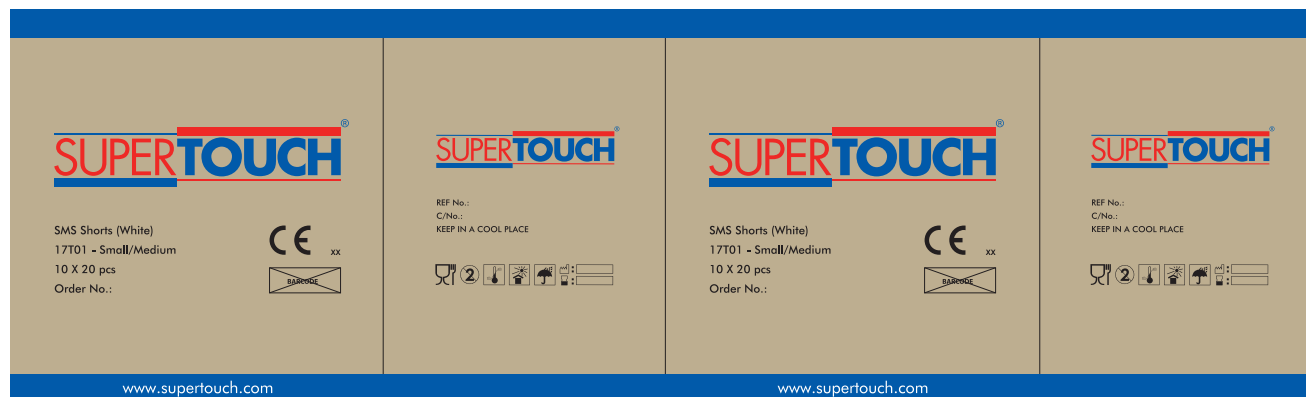 SUPERTOUCH®
SMS Shorts (White)
17T01 - Small/Medium
10 X 20 pcs
Order No.:
CE xx
BARCODE
www.supertouch.com
SUPERTOUCH®
REF No.:
C/No.:
KEEP IN A COOL PLACE
2
:
:
SUPERTOUCH®
SMS Shorts (White)
17T01 - Small/Medium
10 X 20 pcs
Order No.:
CE xx
BARCODE
www.supertouch.com
SUPERTOUCH®
REF No.:
C/No.:
KEEP IN A COOL PLACE
2
:
: